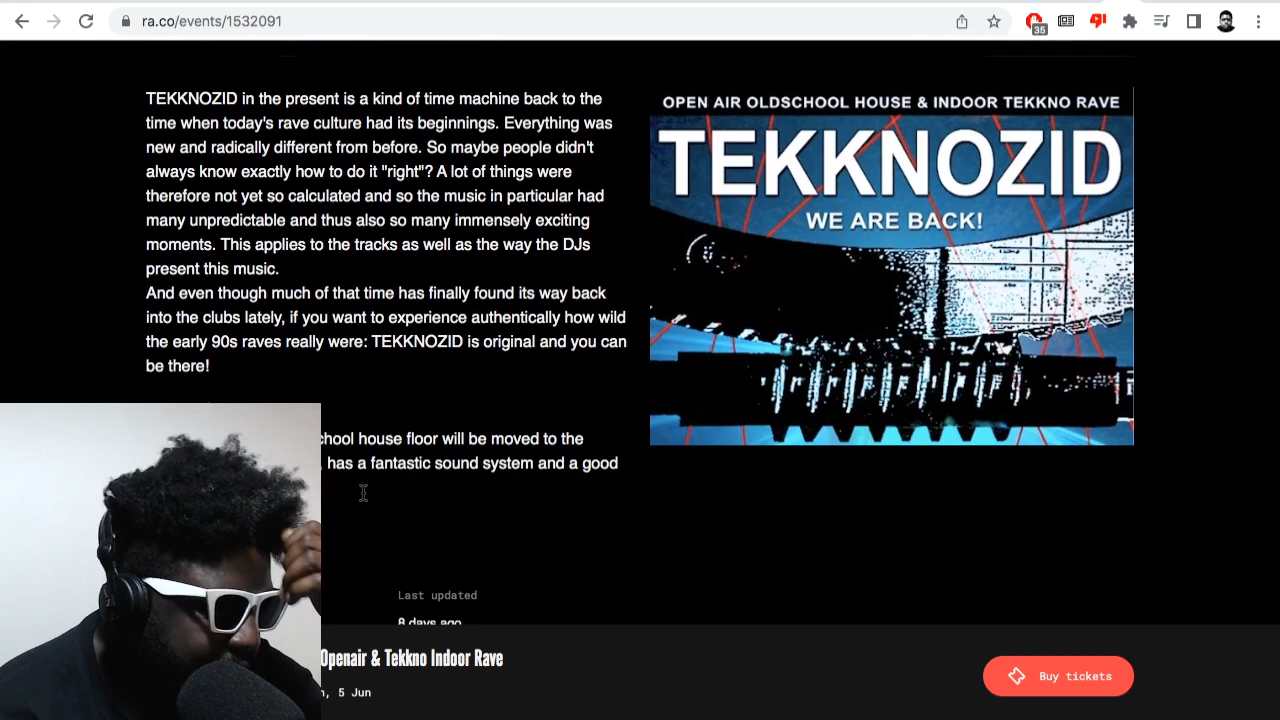 ra.co/events/1532091
35
TEKKNOZID in the present is a kind of time machine back to the
time when today's rave culture had its beginnings. Everything was
new and radically different from before. So maybe people didn't
always know exactly how to do it "right"? A lot of things were
therefore not yet so calculated and so the music in particular had
many unpredictable and thus also so many immensely exciting
moments. This applies to the tracks as well as the way the DJs
present this music.
And even though much of that time has finally found its way back
into the clubs lately, if you want to experience authentically how wild
the early 90s raves really were: TEKKNOZID is original and you can
be there!
chool house floor will be moved to the
, has a fantastic sound system and a good
OPEN AIR OLDSCHOOL HOUSE & INDOOR TEKKNO RAVE
TEKKNOZID
WE ARE BACK!
Last updated
8 days ago
Openair & Tekkno Indoor Rave
n, 5 Jun
Buy tickets